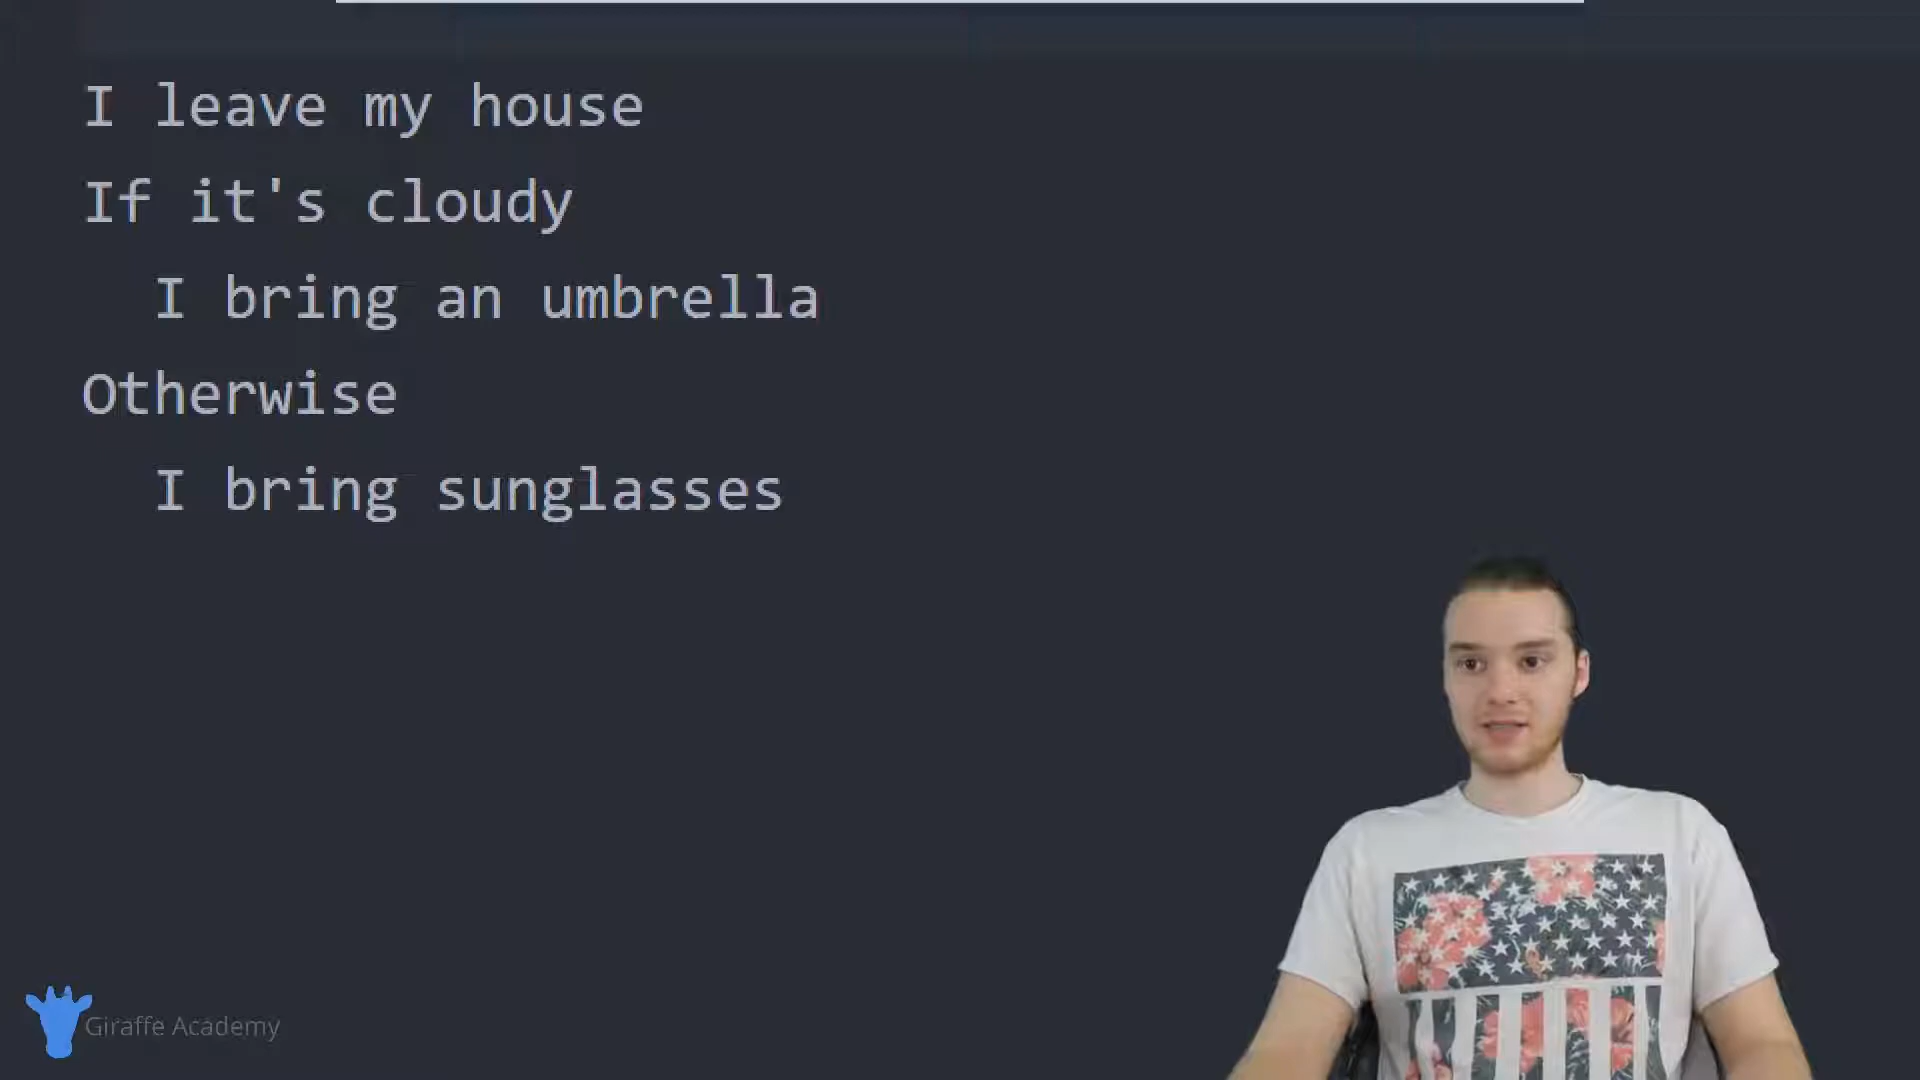 I leave my house
If it's cloudy
I bring an umbrella
Otherwise
I bring sunglasses
Giraffe Academy